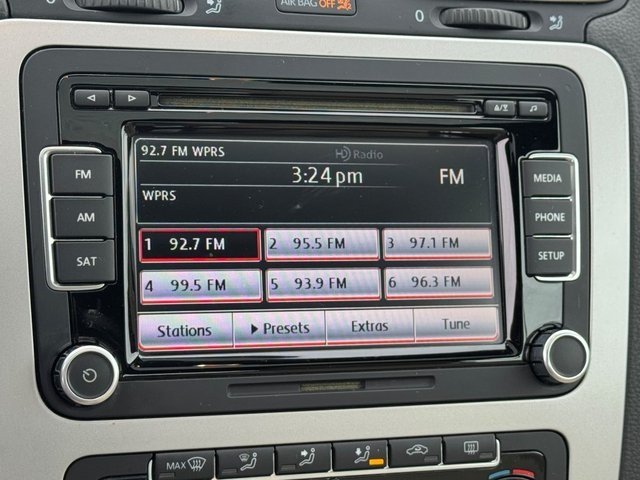 0
AIR BAG OFF
0
92.7 FM WPRS
HD Radio
3:24 pm
FM
WPRS
FM
AM
SAT
MEDIA
PHONE
SETUP
1 92.7 FM
2 95.5 FM
3 97.1 FM
4 99.5 FM
5 93.9 FM
6 96.3 FM
Stations
Presets
Extras
Tune
MAX